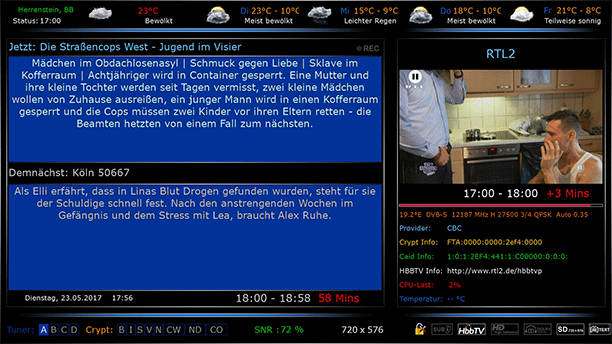 Herrenstein, 8B
Status: 17:00
23°C
Bewölkt
Di 23°C - 10°C
Meist bewölkt
Mi 15°C - 9°C
Leichter Regen
Do 18°C - 10°C
Meist bewölkt
Fr 21°C - 8°C
Teilweise sonnig
Jetzt: Die Straßencops West - Jugend im Visier
REC
Mädchen im Obdachlosenasyl | Schmuck gegen Liebe | Sklave im
Kofferraum | Achtjähriger wird in Container gesperrt. Eine Mutter und
ihre kleine Tochter werden seit Tagen vermisst, zwei kleine Mädchen
wollen von Zuhause ausreißen, ein junger Mann wird in einen Kofferraum
gesperrt und die Cops müssen zwei Kinder vor ihren Eltern retten - die
Beamten hetzten von einem Fall zum nächsten.
Demnächst: Köln 50667
Als Elli erfährt, dass in Linas Blut Drogen gefunden wurden, steht für sie
der Schuldige schnell fest. Nach den anstrengenden Wochen im
Gefängnis und dem Stress mit Lea, braucht Alex Ruhe.
Dienstag, 23.05.2017 17:56
18:00 - 18:58 58 Mins
RTL2
17:00 - 18:00 +3 Mins
19.2°E DVB-S 12187 MHz H 27500 3/4 QPSK Auto 0.35
Provider: CBC
Crypt Info: FTA:0000:0000:2ef4:0000
Caid Info: 1:0:1:2EF4:441:1:C00000:0:0:0:
HBBTV Info: http://www.rtl2.de/hbbtvp
CPU-Last: 2%
Temperatur: -- °C
Tuner: A B C D Crypt: B I S V N CW ND CO SNR : 72 % 720 x 576
SUB HbbTV HD DOLBY SD 720x576 TEXT